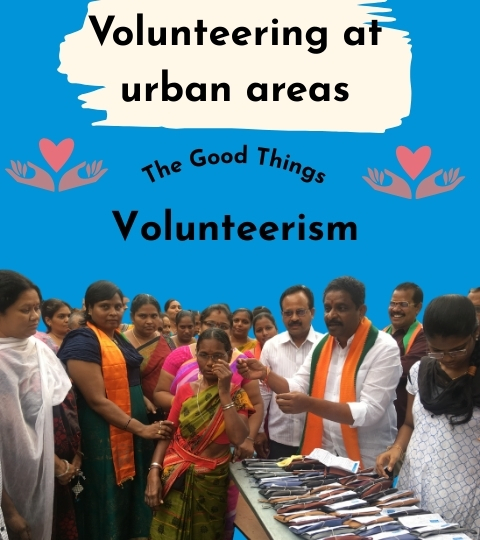 Volunteering at
urban areas
The Good Things
Volunteerism